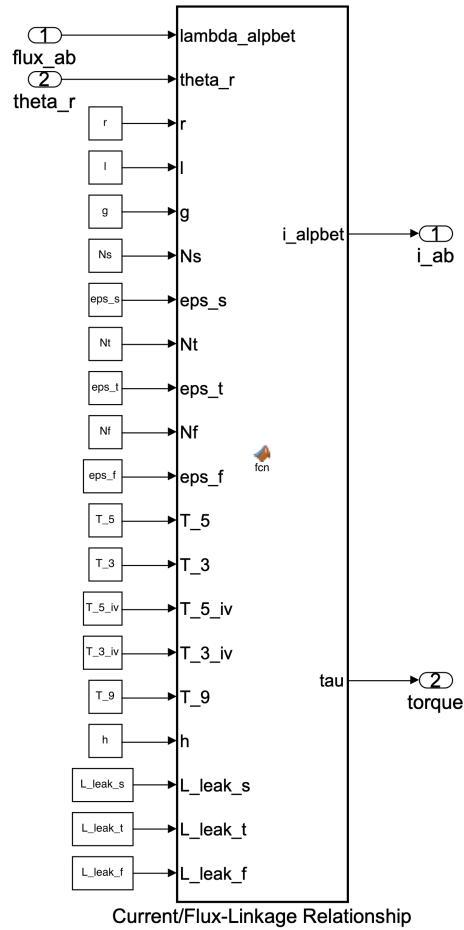 1 lambda_alpbet
flux_ab
2 theta_r
theta_r
r r
l l
g g
i_alpbet 1
i_ab
Ns Ns
eps_s eps_s
Nt Nt
eps_t eps_t
Nf Nf
fcn
eps_f eps_f
T_5 T_5
T_3 T_3
T_5_iv T_5_iv
T_3_iv T_3_iv
tau 2
torque
T_9 T_9
h h
L_leak_s L_leak_s
L_leak_t L_leak_t
L_leak_f L_leak_f
Current/Flux-Linkage Relationship